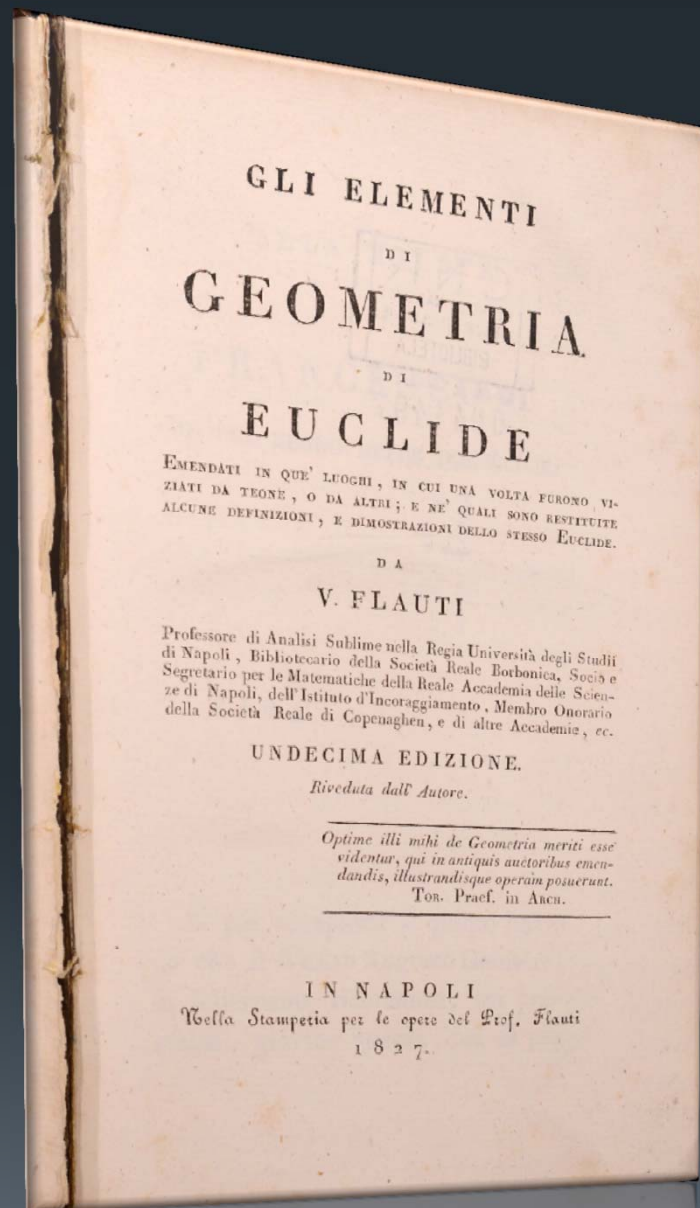 GLI ELEMENTI
DI
GEOMETRIA
DI
EUCLIDE
EMENDATI IN QUE' LUOGHI, IN CUI UNA VOLTA FURONO VI-
ZIATI DA TEONE, O DA ALTRI; E NE' QUALI SONO RESTITUITE
ALCUNE DEFINIZIONI, E DIMOSTRAZIONI DELLO STESSO EUCLIDE.
DA
V. FLAUTI
Professore di Analisi Sublime nella Regia Università degli Studii
di Napoli, Bibliotecario della Società Reale Borbonica, Socio e
Segretario per le Matematiche della Reale Accademia delle Scien-
ze di Napoli, dell'Istituto d'Incoraggiamento, Membro Onorario
della Società Reale di Copenaghen, e di altre Accademie, ec.
UNDECIMA EDIZIONE.
Riveduta dall' Autore.
Optime illi mihi de Geometria meriti esse
videntur, qui in antiquis auctoribus emen-
dandis, illustrandisque operam posuerunt.
TOR. Praef. in ARCH.
IN NAPOLI
Nella Stamperia per le opere del Prof. Flauti
1827.